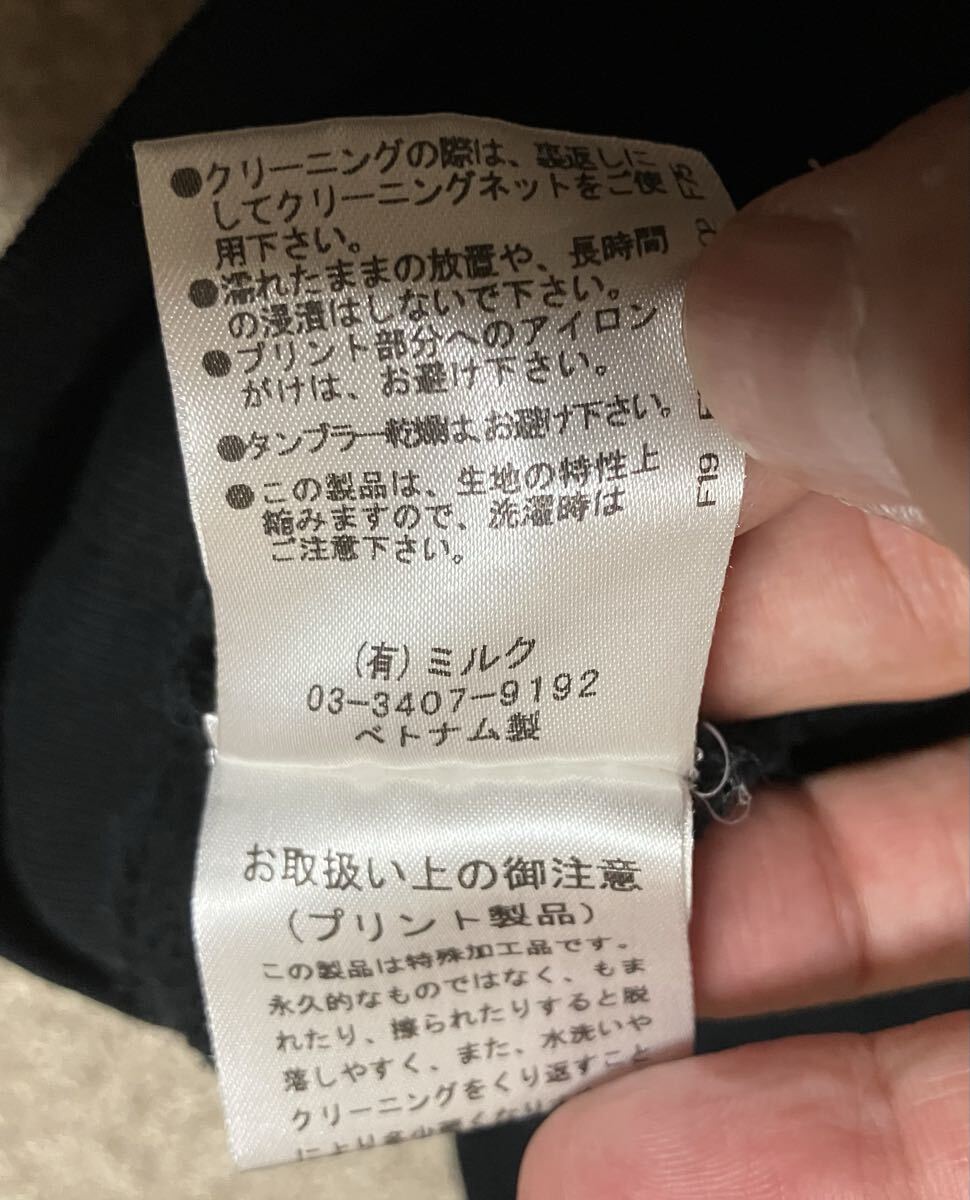 ●クリーニングの際は、裏返しに
してクリーニングネットをご使
用下さい。
●濡れたままの放置や、長時間
の浸漬はしないで下さい。
●プリント部分へのアイロン
がけは、お避け下さい。
●タンブラー乾燥は、お避け下さい。
●この製品は、生地の特性上
縮みますので、洗濯時は
ご注意下さい。
(有)ミルク
03-3407-9192
ベトナム製
F19
お取扱い上の御注意
(プリント製品)
この製品は特殊加工品です。
永久的なものではなく、もま
れたり、擦られたりすると脱
落しやすく、また、水洗いや
クリーニングをくり返すこと
により多少薄くなり